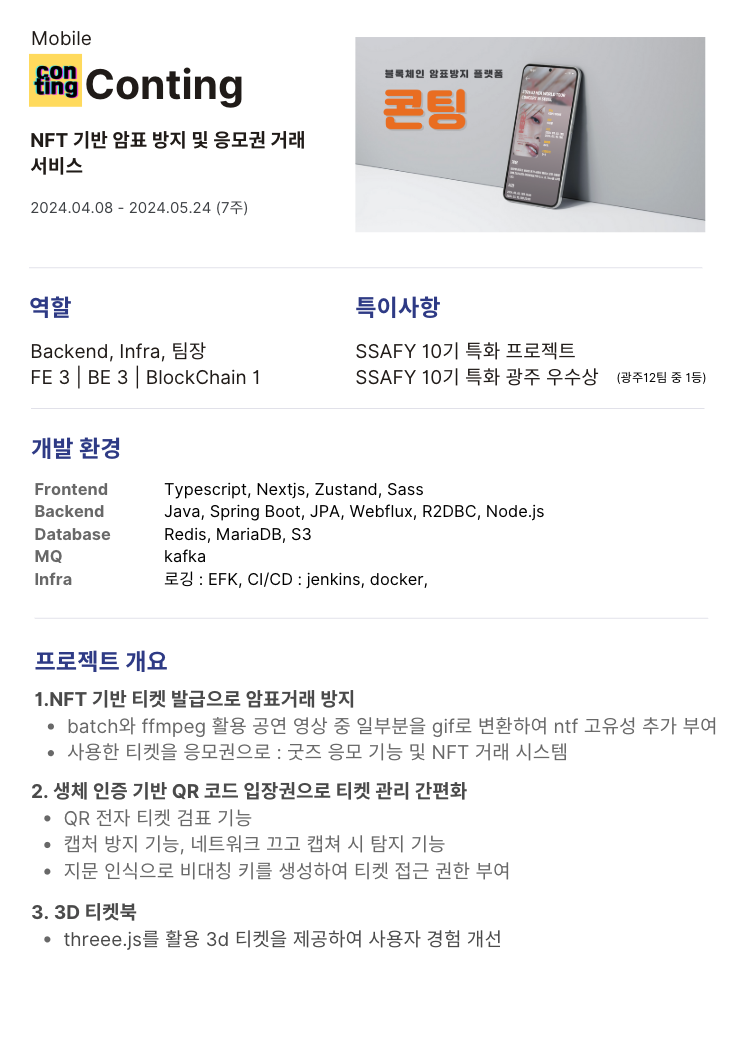 Mobile
con
ting
Conting
NFT 기반 암표 방지 및 응모권 거래
서비스
2024.04.08 - 2024.05.24 (7주)
블록체인 암표방지 플랫폼
콘팅
역할
Backend, Infra, 팀장
FE 3 | BE 3 | BlockChain 1
특이사항
SSAFY 10기 특화 프로젝트
SSAFY 10기 특화 광주 우수상 (광주12팀 중 1등)
개발 환경
Frontend Typescript, Nextjs, Zustand, Sass
Backend Java, Spring Boot, JPA, Webflux, R2DBC, Node.js
Database Redis, MariaDB, S3
MQ kafka
Infra 로깅 : EFK, CI/CD : jenkins, docker,
프로젝트 개요
1.NFT 기반 티켓 발급으로 암표거래 방지
• batch와 ffmpeg 활용 공연 영상 중 일부분을 gif로 변환하여 ntf 고유성 추가 부여
• 사용한 티켓을 응모권으로 : 굿즈 응모 기능 및 NFT 거래 시스템
2. 생체 인증 기반 QR 코드 입장권으로 티켓 관리 간편화
• QR 전자 티켓 검표 기능
• 캡처 방지 기능, 네트워크 끄고 캡쳐 시 탐지 기능
• 지문 인식으로 비대칭 키를 생성하여 티켓 접근 권한 부여
3. 3D 티켓북
• threee.js를 활용 3d 티켓을 제공하여 사용자 경험 개선